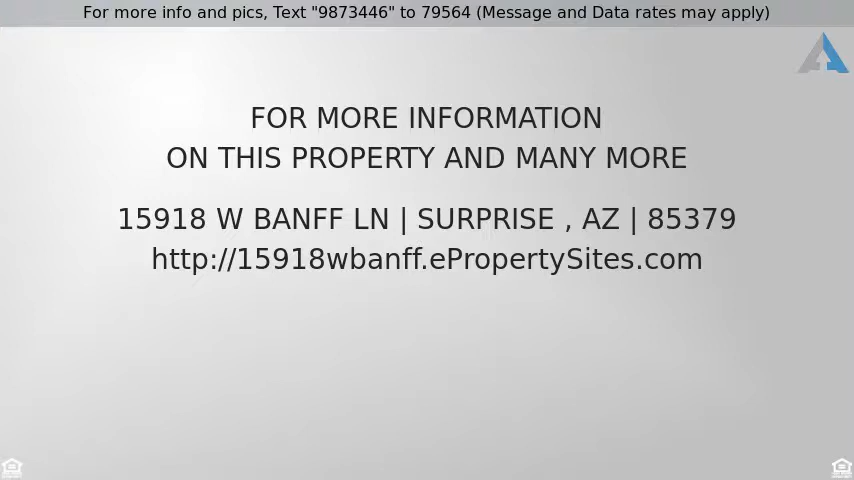 For more info and pics, Text "9873446" to 79564 (Message and Data rates may apply)
FOR MORE INFORMATION
ON THIS PROPERTY AND MANY MORE
15918 W BANFF LN | SURPRISE , AZ | 85379
http://15918wbanff.ePropertySites.com